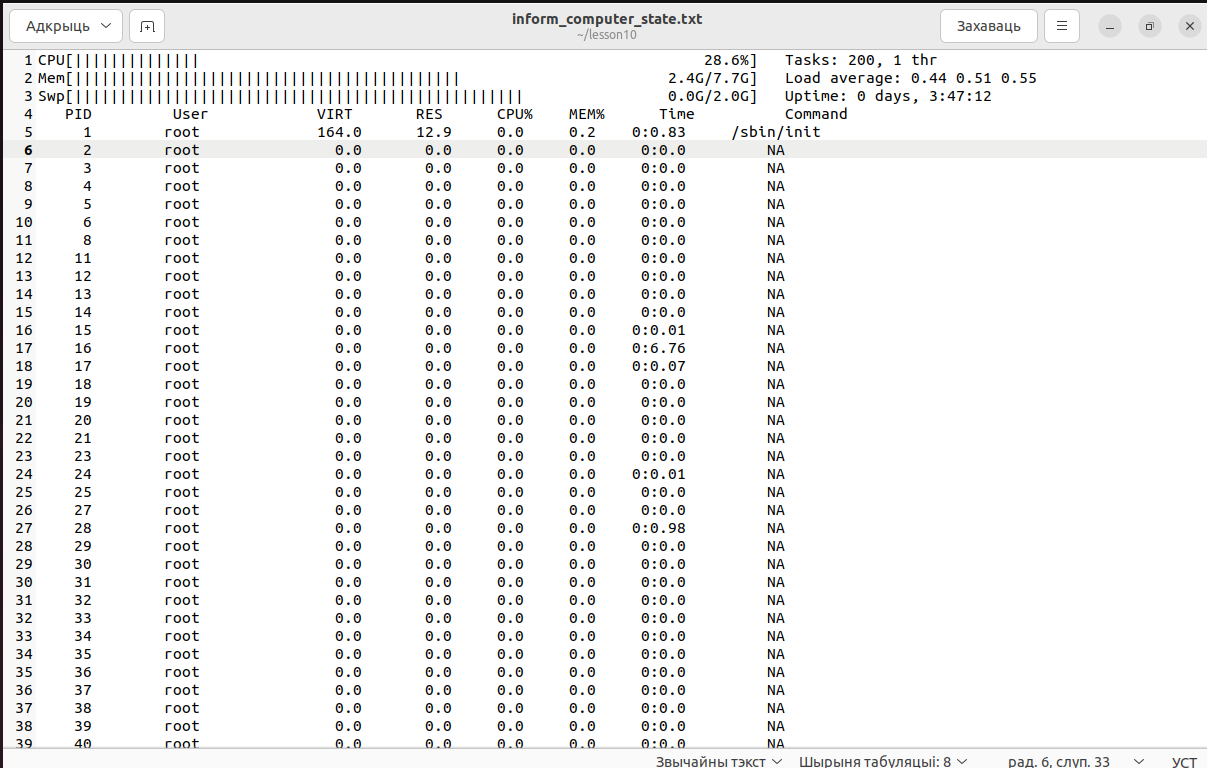 Адкрыць
inform_computer_state.txt
~/lesson10
Захаваць
1 CPU[|||||||||||||| 28.6%] Tasks: 200, 1 thr
2 Mem[||||||||||||||||||||||||||||||||||||||||||| 2.4G/7.7G] Load average: 0.44 0.51 0.55
3 Swp[|||||||||||||||||||||||||||||||||||||||||||||||||| 0.0G/2.0G] Uptime: 0 days, 3:47:12
4 PID User VIRT RES CPU% MEM% Time Command
5 1 root 164.0 12.9 0.0 0.2 0:0.83 /sbin/init
6 2 root 0.0 0.0 0.0 0.0 0:0.0 NA
7 3 root 0.0 0.0 0.0 0.0 0:0.0 NA
8 4 root 0.0 0.0 0.0 0.0 0:0.0 NA
9 5 root 0.0 0.0 0.0 0.0 0:0.0 NA
10 6 root 0.0 0.0 0.0 0.0 0:0.0 NA
11 8 root 0.0 0.0 0.0 0.0 0:0.0 NA
12 11 root 0.0 0.0 0.0 0.0 0:0.0 NA
13 12 root 0.0 0.0 0.0 0.0 0:0.0 NA
14 13 root 0.0 0.0 0.0 0.0 0:0.0 NA
15 14 root 0.0 0.0 0.0 0.0 0:0.0 NA
16 15 root 0.0 0.0 0.0 0.0 0:0.01 NA
17 16 root 0.0 0.0 0.0 0.0 0:6.76 NA
18 17 root 0.0 0.0 0.0 0.0 0:0.07 NA
19 18 root 0.0 0.0 0.0 0.0 0:0.0 NA
20 19 root 0.0 0.0 0.0 0.0 0:0.0 NA
21 20 root 0.0 0.0 0.0 0.0 0:0.0 NA
22 21 root 0.0 0.0 0.0 0.0 0:0.0 NA
23 23 root 0.0 0.0 0.0 0.0 0:0.0 NA
24 24 root 0.0 0.0 0.0 0.0 0:0.01 NA
25 25 root 0.0 0.0 0.0 0.0 0:0.0 NA
26 27 root 0.0 0.0 0.0 0.0 0:0.0 NA
27 28 root 0.0 0.0 0.0 0.0 0:0.98 NA
28 29 root 0.0 0.0 0.0 0.0 0:0.0 NA
29 30 root 0.0 0.0 0.0 0.0 0:0.0 NA
30 31 root 0.0 0.0 0.0 0.0 0:0.0 NA
31 32 root 0.0 0.0 0.0 0.0 0:0.0 NA
32 33 root 0.0 0.0 0.0 0.0 0:0.0 NA
33 34 root 0.0 0.0 0.0 0.0 0:0.0 NA
34 35 root 0.0 0.0 0.0 0.0 0:0.0 NA
35 36 root 0.0 0.0 0.0 0.0 0:0.0 NA
36 37 root 0.0 0.0 0.0 0.0 0:0.0 NA
37 38 root 0.0 0.0 0.0 0.0 0:0.0 NA
38 39 root 0.0 0.0 0.0 0.0 0:0.0 NA
39 40 root 0.0 0.0 0.0 0.0 0:0.0 NA
Звычайны тэкст Шырыня табуляцыі: 8 рад. 6, слуп. 33 УСТ